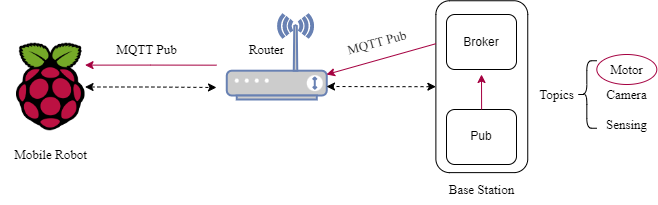 MQTT Pub
Router
MQTT Pub
Broker
Pub
Topics
Motor
Camera
Sensing
Mobile Robot
Base Station